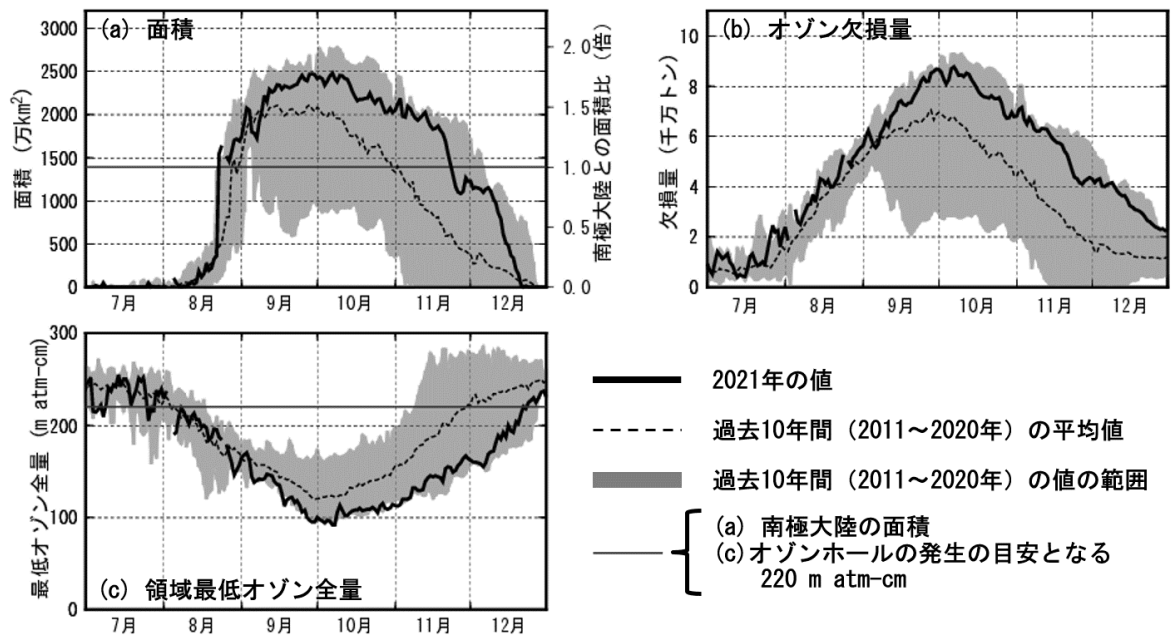 (a) 面積
面積 (万km²)
3000
2500
2000
1500
1000
500
0
2.0
1.5
1.0
0.5
0.0
南極大陸との面積比 (倍)
7月 8月 9月 10月 11月 12月
(b) オゾン欠損量
欠損量 (千万トン)
10
8
6
4
2
0
7月 8月 9月 10月 11月 12月
最低オゾン全量 (m atm-cm)
300
200
100
0
(c) 領域最低オゾン全量
7月 8月 9月 10月 11月 12月
2021年の値
過去10年間 (2011~2020年) の平均値
過去10年間 (2011~2020年) の値の範囲
(a) 南極大陸の面積
(c)オゾンホールの発生の目安となる
220 m atm-cm